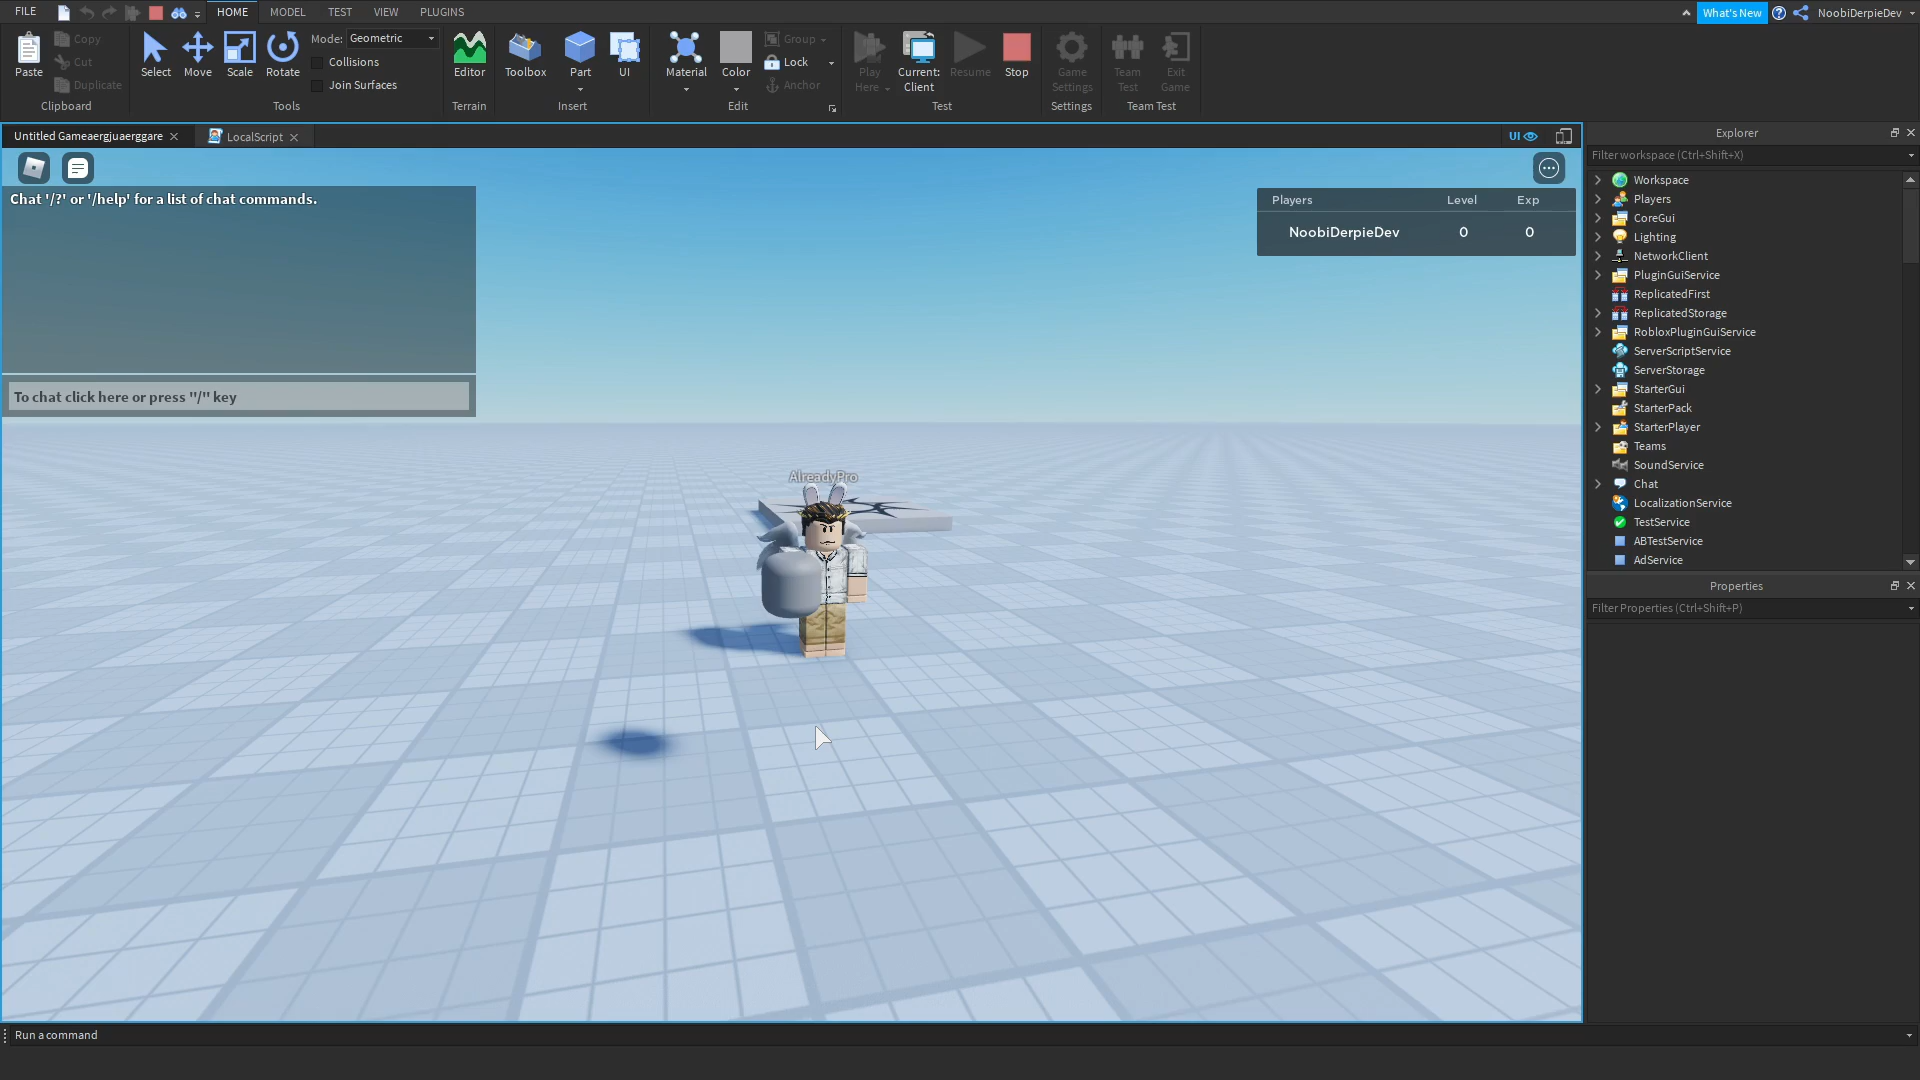 FILE HOME MODEL TEST VIEW PLUGINS What's New NoobiDerpieDev
Paste Copy Cut Duplicate
Clipboard
Select Move Scale Rotate
Mode: Geometric
Collisions
Join Surfaces
Tools
Editor
Terrain
Toolbox Part UI
Insert
Material Color Group Lock Anchor
Edit
Play Here Current: Client Resume Stop
Test
Game Settings
Settings
Team Test Exit Game
Team Test
Untitled Gameaergjuaerggare LocalScript UI
Chat '/?' or '/help' for a list of chat commands.
To chat click here or press "/" key
Players Level Exp
NoobiDerpieDev 0 0
AlreadyPro
Explorer
Filter workspace (Ctrl+Shift+X)
Workspace
Players
CoreGui
Lighting
NetworkClient
PluginGuiService
ReplicatedFirst
ReplicatedStorage
RobloxPluginGuiService
ServerScriptService
ServerStorage
StarterGui
StarterPack
StarterPlayer
Teams
SoundService
Chat
LocalizationService
TestService
ABTestService
AdService
Properties
Filter Properties (Ctrl+Shift+P)
Run a command